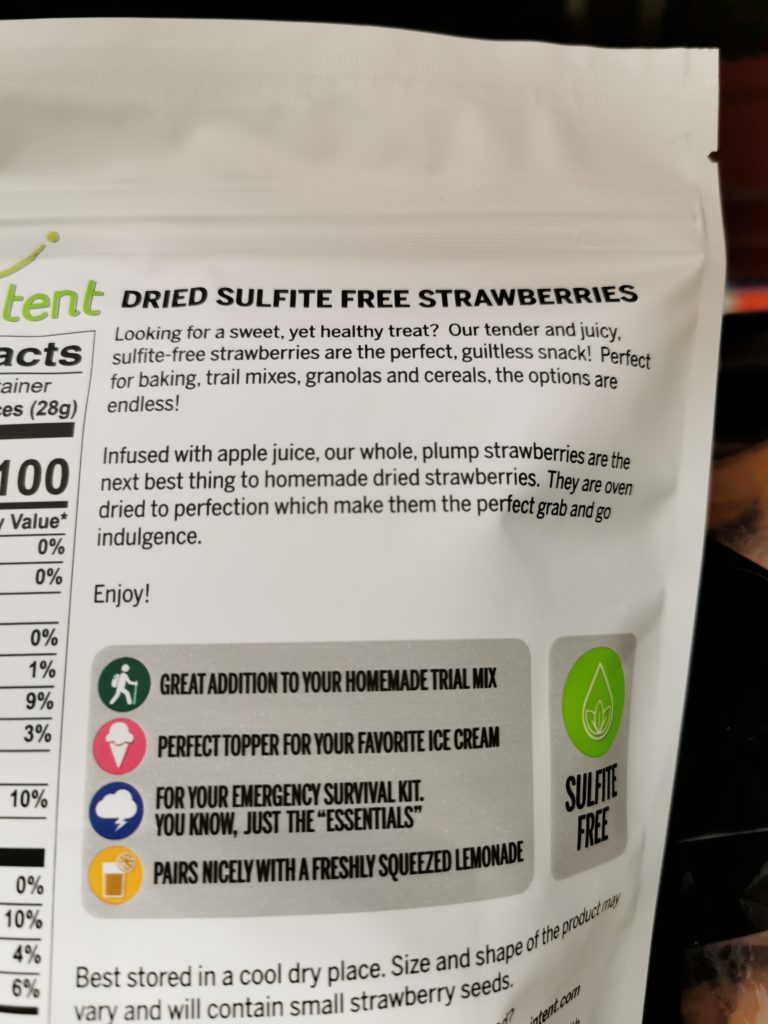 tent
DRIED SULFITE FREE STRAWBERRIES
Looking for a sweet, yet healthy treat? Our tender and juicy,
sulfite-free strawberries are the perfect, guiltless snack! Perfect
for baking, trail mixes, granolas and cereals, the options are
endless!
Infused with apple juice, our whole, plump strawberries are the
next best thing to homemade dried strawberries. They are oven
dried to perfection which make them the perfect grab and go
indulgence.
Enjoy!
acts
ainer
es (28g)
100
y Value*
0%
0%
0%
1%
9%
3%
10%
0%
10%
4%
6%
GREAT ADDITION TO YOUR HOMEMADE TRIAL MIX
PERFECT TOPPER FOR YOUR FAVORITE ICE CREAM
FOR YOUR EMERGENCY SURVIVAL KIT.
YOU KNOW, JUST THE “ESSENTIALS”
PAIRS NICELY WITH A FRESHLY SQUEEZED LEMONADE
SULFITE
FREE
Best stored in a cool dry place. Size and shape of the product may
vary and will contain small strawberry seeds.
intent.com